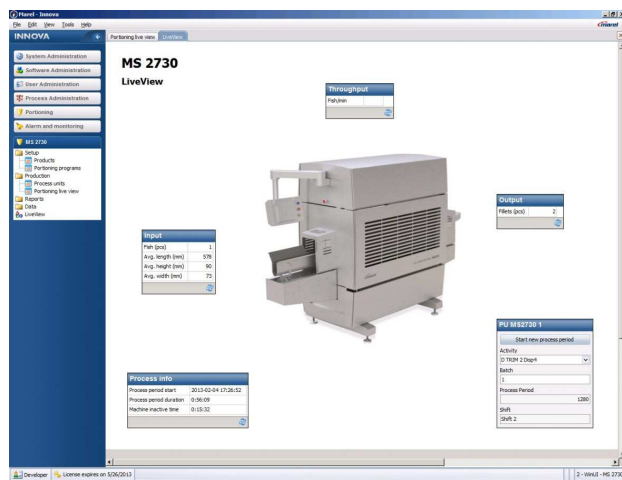 Marel - Innova
File Edit View Tools Help
marel
INNOVA
Portioning live view LiveView
System Administration
Software Administration
User Administration
Process Administration
Portioning
Alarm and monitoring
MS 2730
Setup
Products
Portioning programs
Production
Process units
Portioning live view
Reports
Data
LiveView
MS 2730
LiveView
Throughput
Fish/min
Output
Fillets (pcs) 2
Input
Fish (pcs) 1
Avg. length (mm) 578
Avg. height (mm) 90
Avg. width (mm) 73
PU MS2730 1
Start new process period
Activity
D TRIM 2 Disp4
Batch
1
Process Period
1280
Shift
Shift 2
Process info
Process period start 2013-02-04 17:26:52
Process period duration 0:56:09
Machine inactive time 0:15:32
Developer License expires on 5/26/2013
2 - WinUI - MS 2730